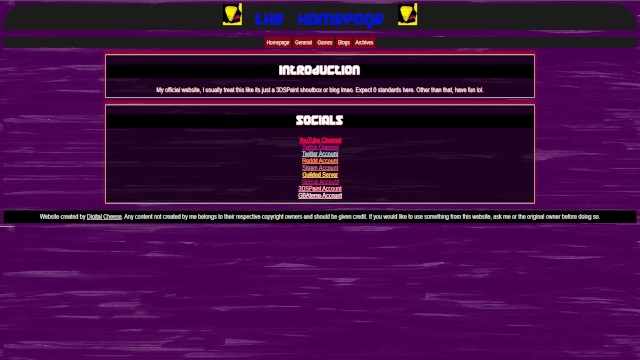 the homepage
Homepage General Games Blogs Archives
Introduction
My official website, I usually treat this like its just a 3DSPaint shoutbox or blog lmao. Expect 0 standards here. Other than that, have fun lol.
Socials
YouTube Channel
Twitter Account
Reddit Account
Steam Account
Guilded Server
3DSPaint Account
GBAtemp Account
Website created by Digital Cheese. Any content not created by me belongs to their respective copyright owners and should be given credit. If you would like to use something from this website, ask me or the original owner before doing so.